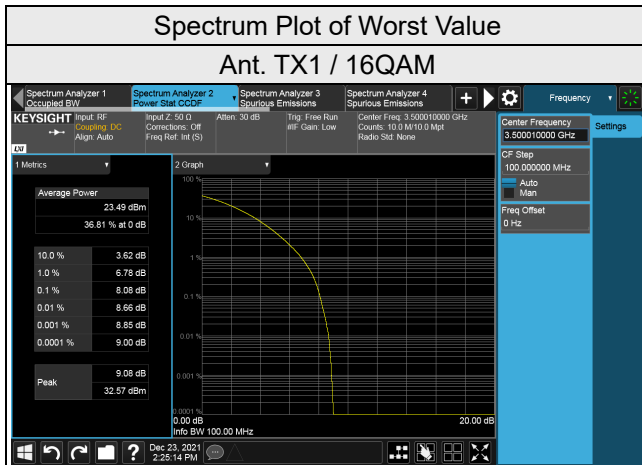 Spectrum Plot of Worst Value
Ant. TX1 / 16QAM
Spectrum Analyzer 1
Occupied BW
Spectrum Analyzer 2
Power Stat CCDF
Spectrum Analyzer 3
Spurious Emissions
Spectrum Analyzer 4
Spurious Emissions
+
Frequency
KEYSIGHT
Input: RF
Coupling: DC
Align: Auto
Input Z: 50 Ω
Corrections: Off
Freq Ref: Int (S)
Atten: 30 dB
Trig: Free Run
#IF Gain: Low
Center Freq: 3.500010000 GHz
Counts: 10.0 M/10.0 Mpt
Radio Std: None
LXI
Center Frequency
3.500010000 GHz
Settings
CF Step
100.000000 MHz
Auto
Man
Freq Offset
0 Hz
1 Metrics
Average Power
23.49 dBm
36.81 % at 0 dB
10.0 % 3.62 dB
1.0 % 6.78 dB
0.1 % 8.08 dB
0.01 % 8.66 dB
0.001 % 8.85 dB
0.0001 % 9.00 dB
Peak 9.08 dB
32.57 dBm
2 Graph
100 %
10 %
1 %
0.1 %
0.01 %
0.001 %
0.0001 %
0.00 dB
20.00 dB
Info BW 100.00 MHz
?
Dec 23, 2021
2:25:14 PM